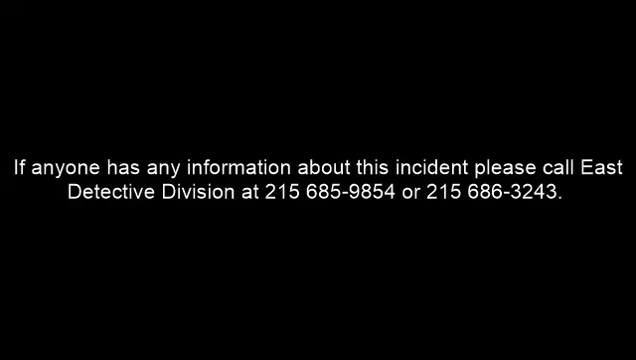 If anyone has any information about this incident please call East
Detective Division at 215 685-9854 or 215 686-3243.